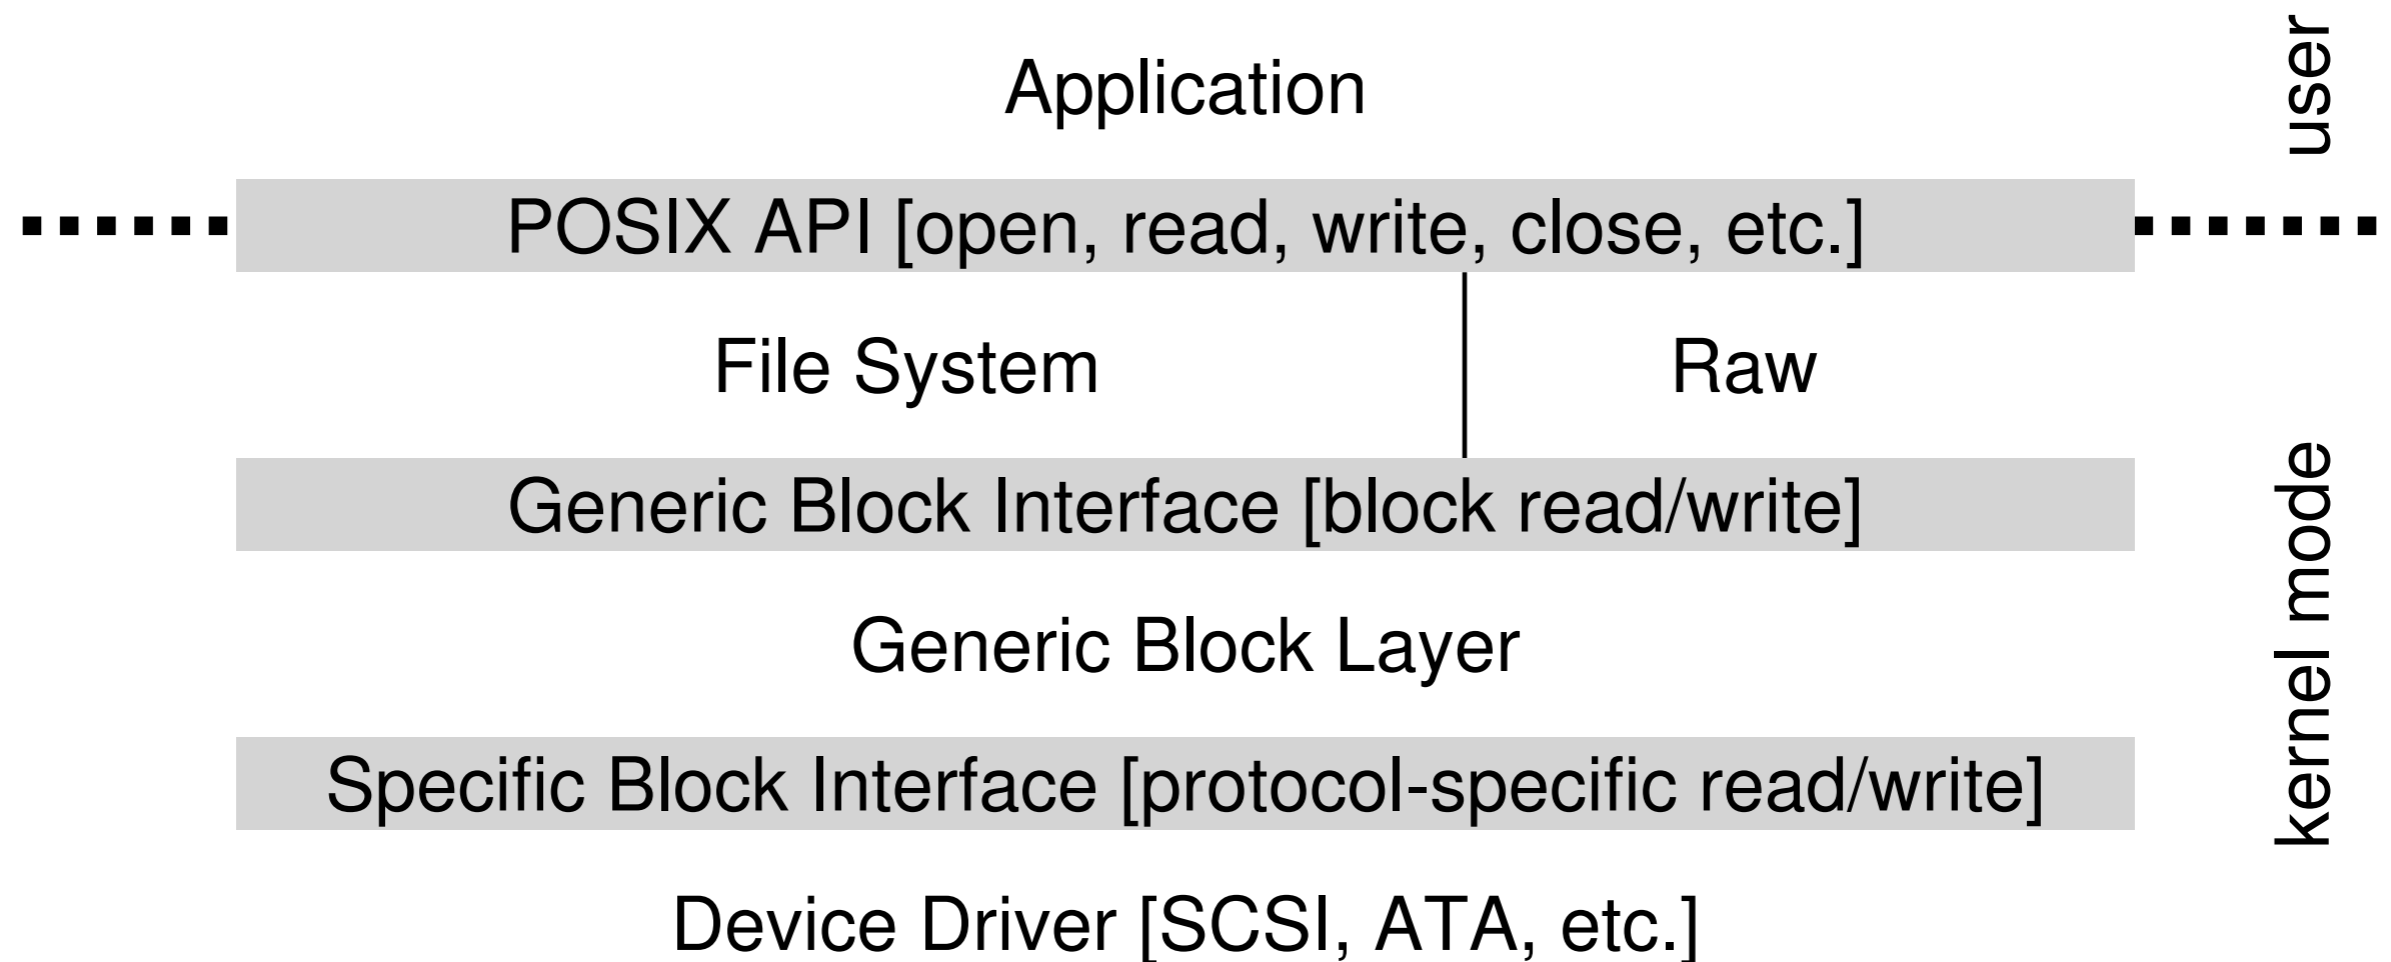 Application
user
POSIX API [open, read, write, close, etc.]
File System
Raw
Generic Block Interface [block read/write]
Generic Block Layer
kernel mode
Specific Block Interface [protocol-specific read/write]
Device Driver [SCSI, ATA, etc.]